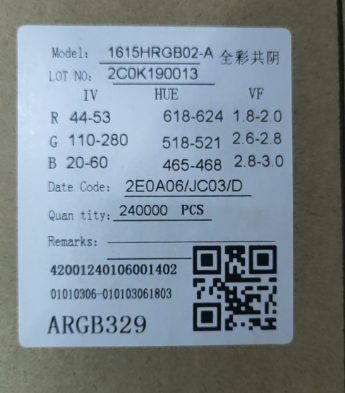 Model: 1615HRGB02-A 全彩共阴
LOT NO: 2C0K190013
IV HUE VF
R 44-53 618-624 1.8-2.0
G 110-280 518-521 2.6-2.8
B 20-60 465-468 2.8-3.0
Date Code: 2E0A06/JC03/D
Quan tity: 240000 PCS
Remarks:
42001240106001402
01010306-010103061803
ARGB329